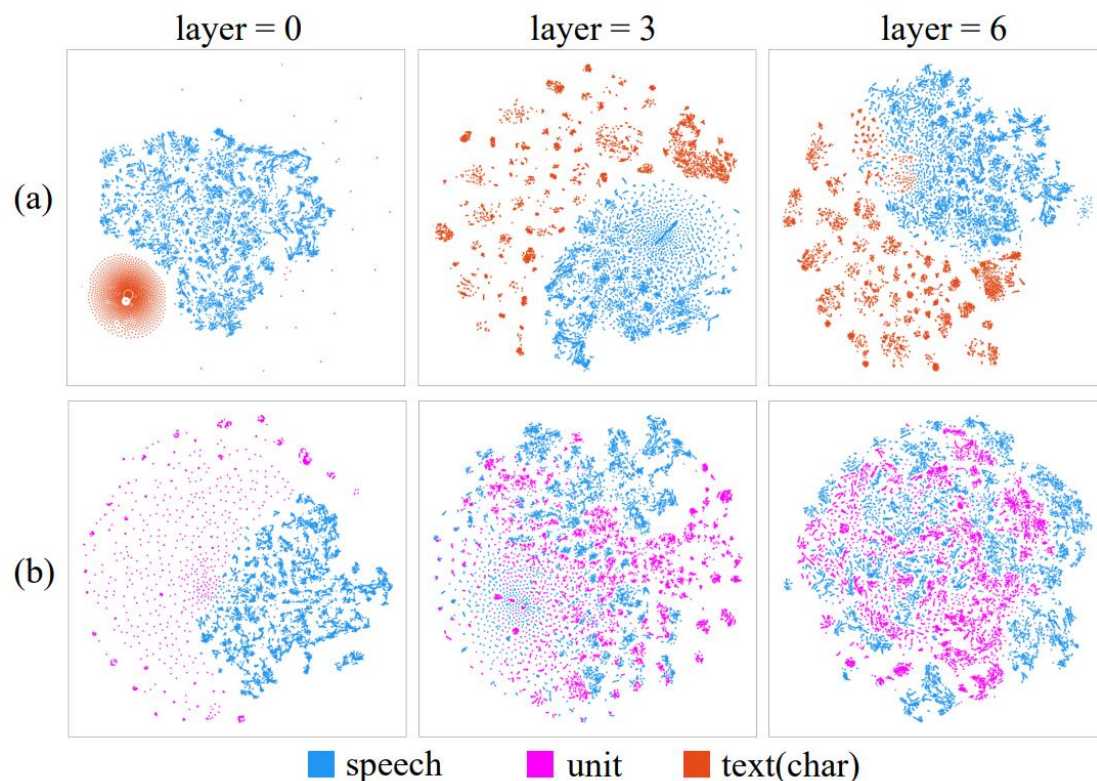 layer = 0 layer = 3 layer = 6
(a)
(b)
speech unit text(char)